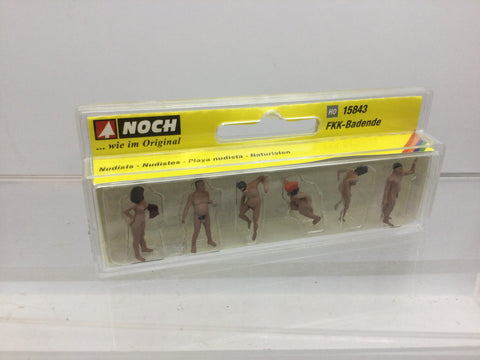 NOCH
... wie im Original
H0 15843
FKK-Badende
Nudists - Nudistes - Playa nudista - Naturisten